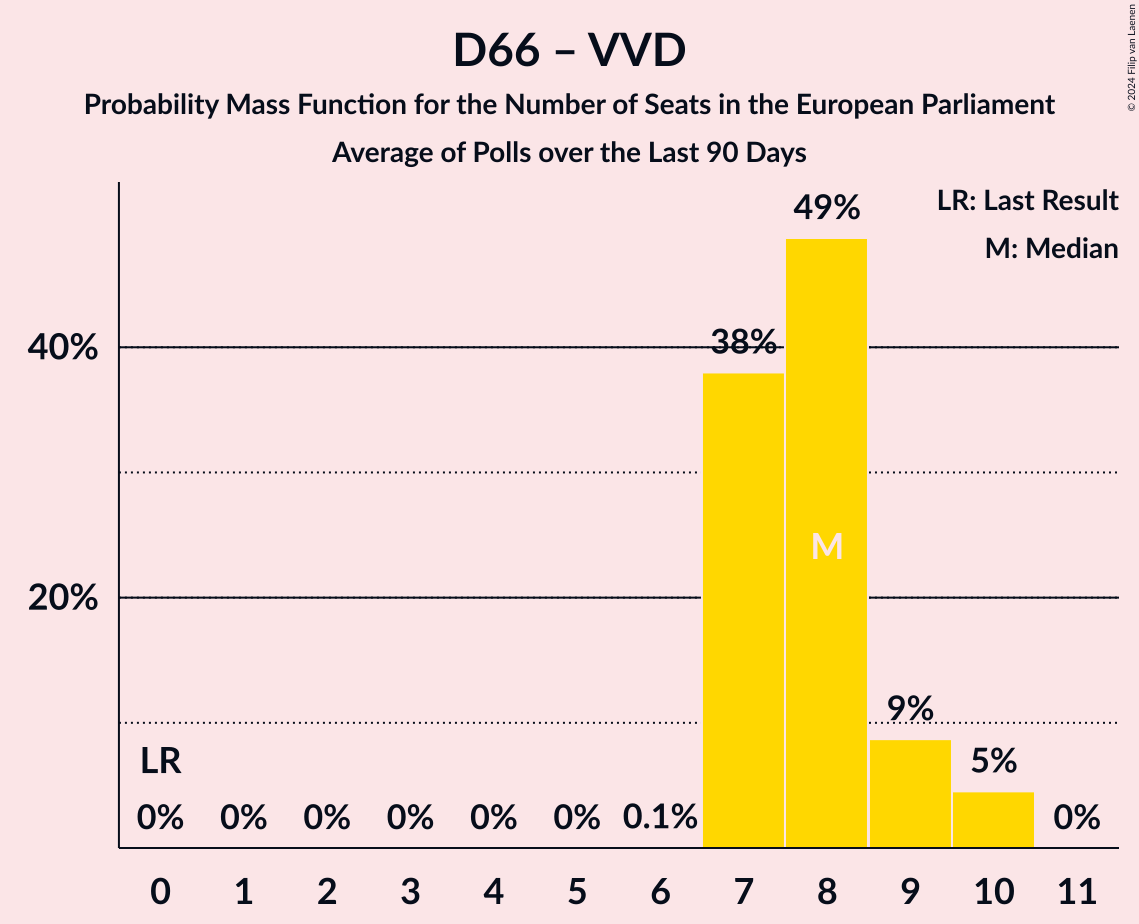 D66 – VVD
Probability Mass Function for the Number of Seats in the European Parliament
Average of Polls over the Last 90 Days
© 2024 Filip van Laenen
LR: Last Result
M: Median
49%
38%
40%
M
20%
9%
5%
LR
0% 0% 0% 0% 0% 0% 0.1% 0%
0 1 2 3 4 5 6 7 8 9 10 11